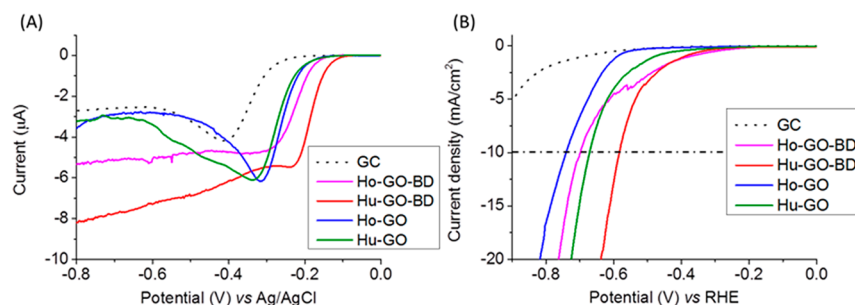 (A)
0
-2
-4
-6
-8
-10
Current (μA)
GC
Ho-GO-BD
Hu-GO-BD
Ho-GO
Hu-GO
-0.8
-0.6
-0.4
-0.2
0.0
Potential (V) vs Ag/AgCl
(B)
0
-5
-10
-15
-20
Current density (mA/cm²)
GC
Ho-GO-BD
Hu-GO-BD
Ho-GO
Hu-GO
-0.8
-0.6
-0.4
-0.2
0.0
Potential (V) vs RHE